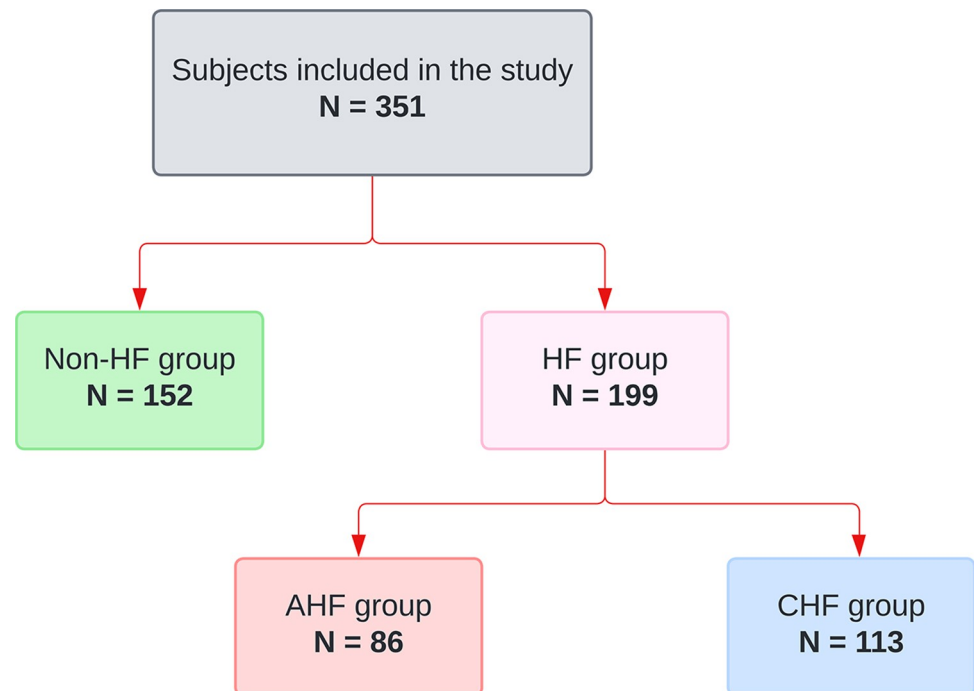 Subjects included in the study
N = 351
Non-HF group
N = 152
HF group
N = 199
AHF group
N = 86
CHF group
N = 113